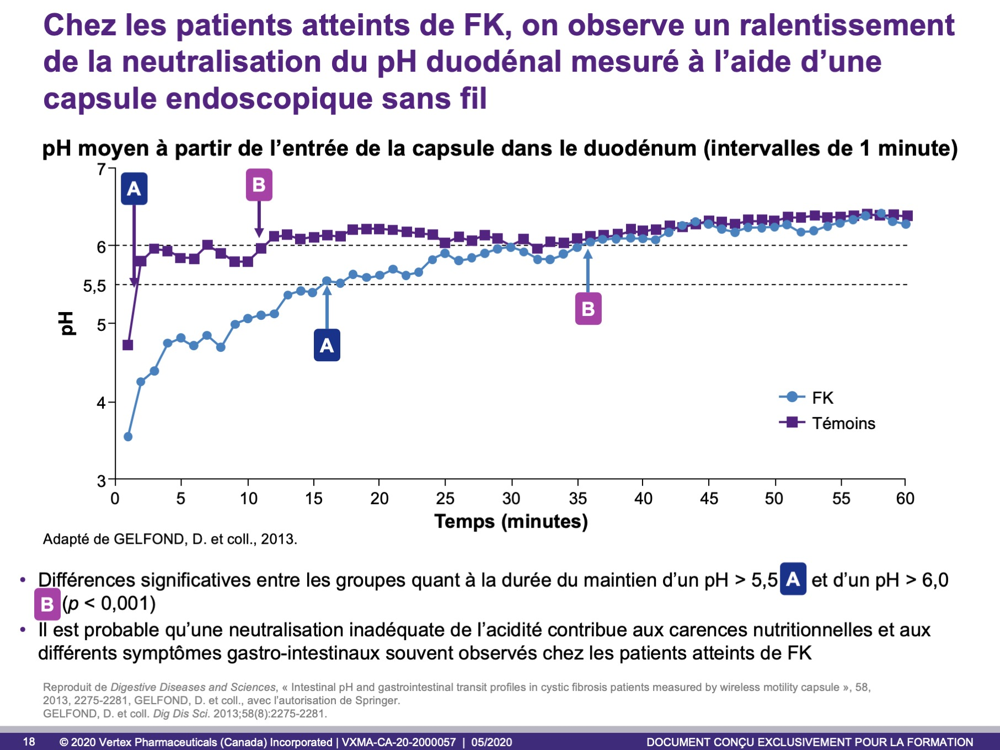 Chez les patients atteints de FK, on observe un ralentissement
de la neutralisation du pH duodénal mesuré à l’aide d’une
capsule endoscopique sans fil
pH moyen à partir de l’entrée de la capsule dans le duodénum (intervalles de 1 minute)
7
A
B
6
5,5
B
5
pH
A
FK
4
Témoins
3
0 5 10 15 20 25 30 35 40 45 50 55 60
Temps (minutes)
Adapté de GELFOND, D. et coll., 2013.
• Différences significatives entre les groupes quant à la durée du maintien d’un pH > 5,5 A et d’un pH > 6,0
B (p < 0,001)
• Il est probable qu’une neutralisation inadéquate de l’acidité contribue aux carences nutritionnelles et aux
différents symptômes gastro-intestinaux souvent observés chez les patients atteints de FK
Reproduit de Digestive Diseases and Sciences, « Intestinal pH and gastrointestinal transit profiles in cystic fibrosis patients measured by wireless motility capsule », 58,
2013, 2275-2281, GELFOND, D. et coll., avec l’autorisation de Springer.
GELFOND, D. et coll. Dig Dis Sci. 2013;58(8):2275-2281.
18 © 2020 Vertex Pharmaceuticals (Canada) Incorporated | VXMA-CA-20-2000057 | 05/2020 DOCUMENT CONÇU EXCLUSIVEMENT POUR LA FORMATION